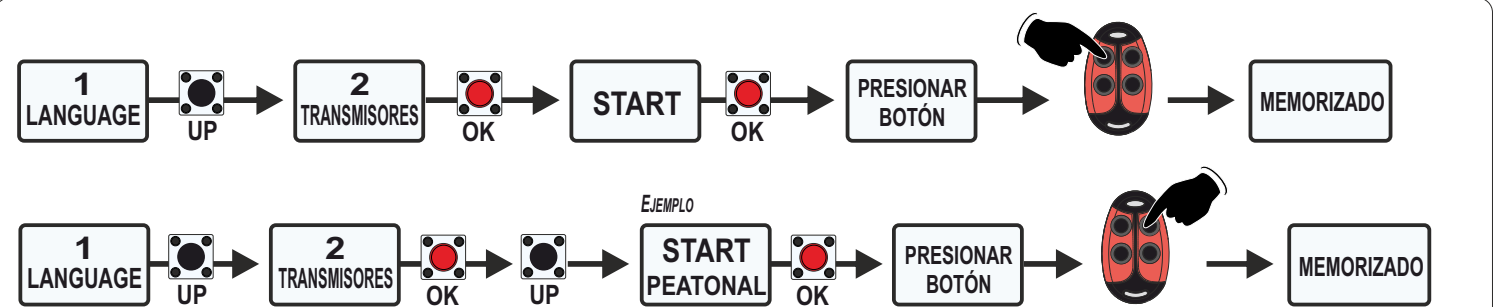 1
LANGUAGE
UP
2
TRANSMISORES
OK
START
OK
PRESIONAR
BOTÓN
MEMORIZADO
1
LANGUAGE
UP
2
TRANSMISORES
OK
UP
EJEMPLO
START
PEATONAL
OK
PRESIONAR
BOTÓN
MEMORIZADO